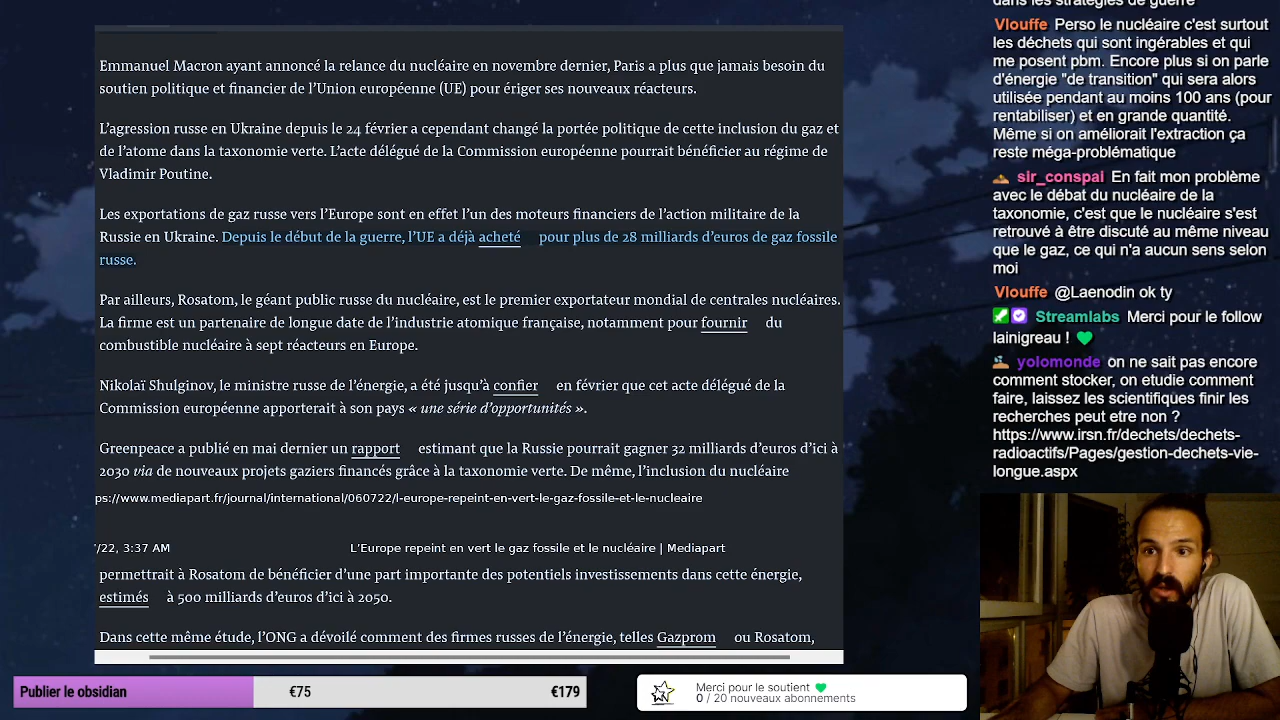 Emmanuel Macron ayant annoncé la relance du nucléaire en novembre dernier, Paris a plus que jamais besoin du
soutien politique et financier de l'Union européenne (UE) pour ériger ses nouveaux réacteurs.
L'agression russe en Ukraine depuis le 24 février a cependant changé la portée politique de cette inclusion du gaz et
de l'atome dans la taxonomie verte. L'acte délégué de la Commission européenne pourrait bénéficier au régime de
Vladimir Poutine.
Les exportations de gaz russe vers l'Europe sont en effet l'un des moteurs financiers de l'action militaire de la
Russie en Ukraine. Depuis le début de la guerre, l'UE a déjà acheté pour plus de 28 milliards d'euros de gaz fossile
russe.
Par ailleurs, Rosatom, le géant public russe du nucléaire, est le premier exportateur mondial de centrales nucléaires.
La firme est un partenaire de longue date de l'industrie atomique française, notamment pour fournir du
combustible nucléaire à sept réacteurs en Europe.
Nikolaï Shulginov, le ministre russe de l'énergie, a été jusqu'à confier en février que cet acte délégué de la
Commission européenne apporterait à son pays « une série d'opportunités ».
Greenpeace a publié en mai dernier un rapport estimant que la Russie pourrait gagner 32 milliards d'euros d'ici à
2030 via de nouveaux projets gaziers financés grâce à la taxonomie verte. De même, l'inclusion du nucléaire
ps://www.mediapart.fr/journal/international/060722/l-europe-repeint-en-vert-le-gaz-fossile-et-le-nucleaire
/22, 3:37 AM L'Europe repeint en vert le gaz fossile et le nucléaire | Mediapart
permettrait à Rosatom de bénéficier d'une part importante des potentiels investissements dans cette énergie,
estimés à 500 milliards d'euros d'ici à 2050.
Dans cette même étude, l'ONG a dévoilé comment des firmes russes de l'énergie, telles Gazprom ou Rosatom,
dans les stratégies de guerre
Vlouffe Perso le nucléaire c'est surtout
les déchets qui sont ingérables et qui
me posent pbm. Encore plus si on parle
d'énergie "de transition" qui sera alors
utilisée pendant au moins 100 ans (pour
rentabiliser) et en grande quantité.
Même si on améliorait l'extraction ça
reste méga-problématique
sir_conspai En fait mon problème
avec le débat du nucléaire de la
taxonomie, c'est que le nucléaire s'est
retrouvé à être discuté au même niveau
que le gaz, ce qui n'a aucun sens selon
moi
Vlouffe @Laenodin ok ty
Streamlabs Merci pour le follow
lainigreau !
yolomonde on ne sait pas encore
comment stocker, on etudie comment
faire, laissez les scientifiques finir les
recherches peut etre non ?
https://www.irsn.fr/dechets/dechets-
radioactifs/Pages/gestion-dechets-vie-
longue.aspx
Publier le obsidian €75 €179
Merci pour le soutient
0 / 20 nouveaux abonnements